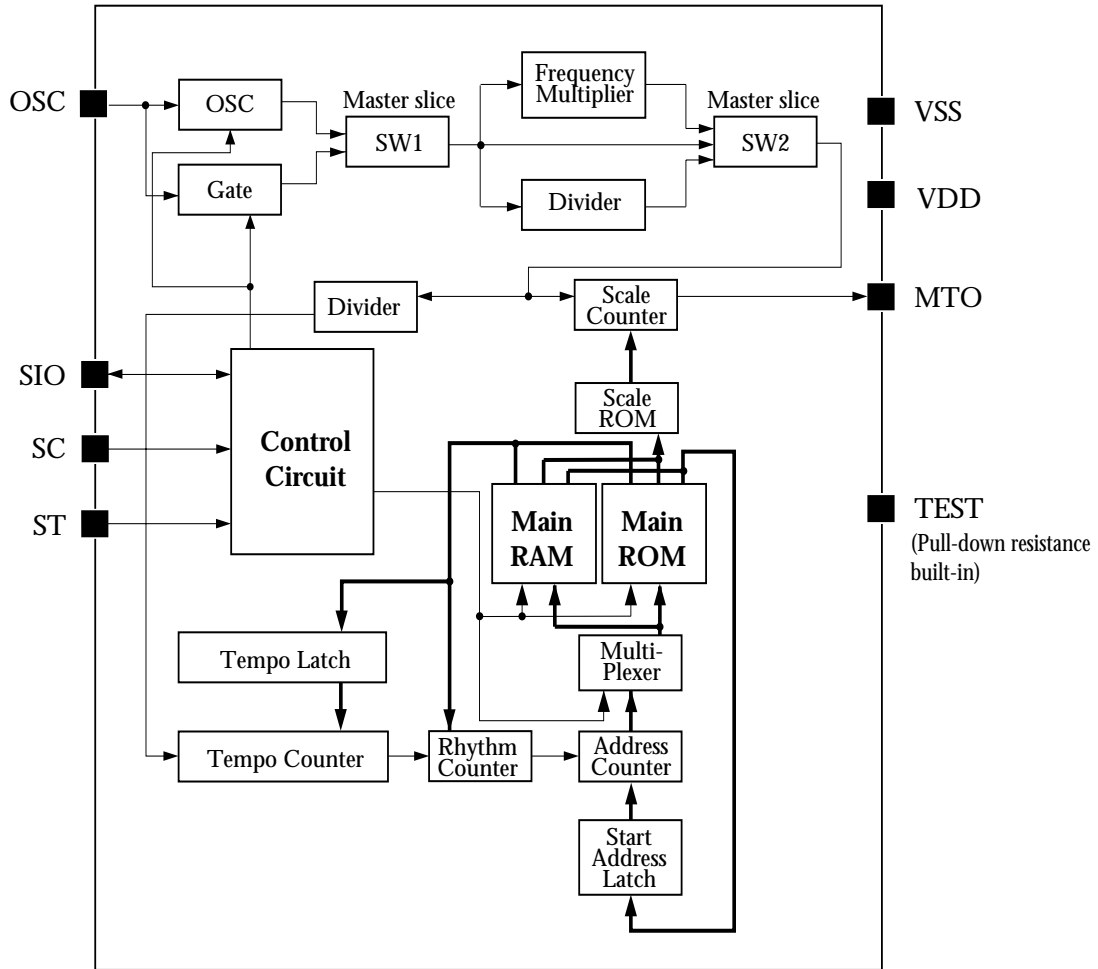 Frequency
Multiplier
OSC
OSC
Master slice
Master slice
VSS
SW1
SW2
Gate
Divider
VDD
Divider
Scale
Counter
MTO
SIO
Scale
ROM
SC
Control
Circuit
ST
Main
RAM
Main
ROM
TEST
(Pull-down resistance
built-in)
Tempo Latch
Multi-
Plexer
Tempo Counter
Rhythm
Counter
Address
Counter
Start
Address
Latch